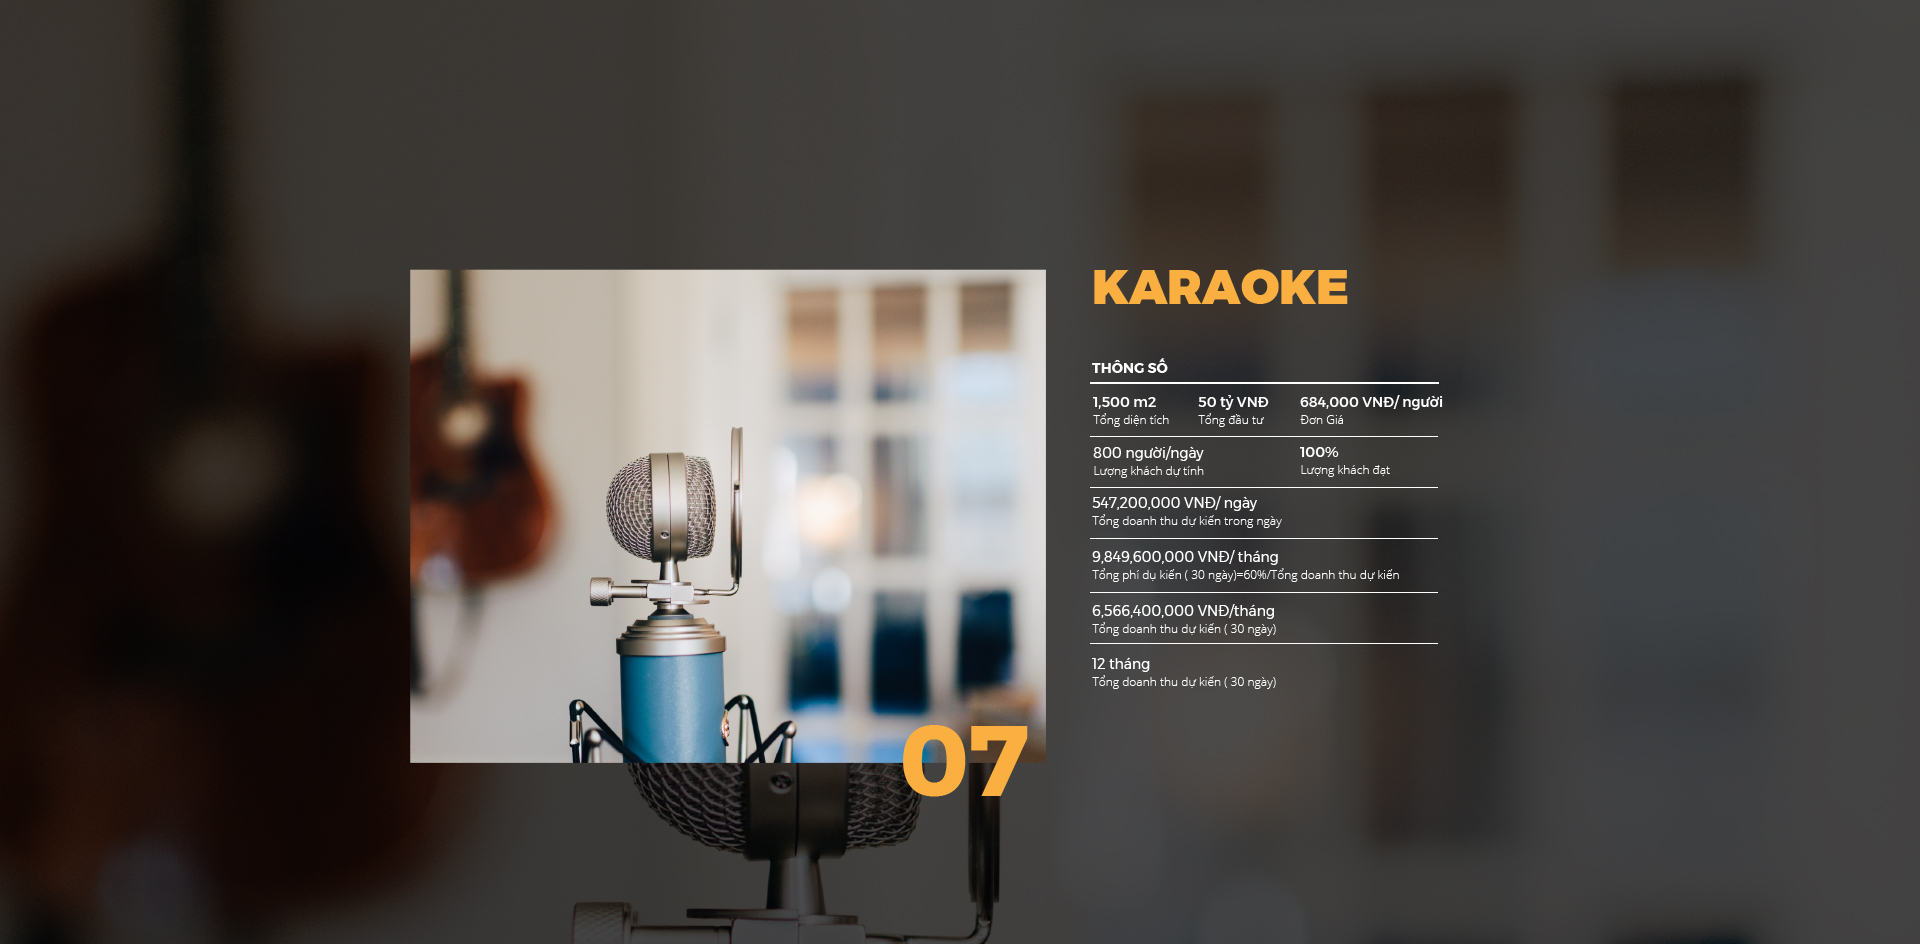 KARAOKE
THÔNG SỐ
1,500 m2 50 tỷ VNĐ 684,000 VNĐ/ người
Tổng diện tích Tổng đầu tư Đơn Giá
800 người/ngày 100%
Lượng khách dự tính Lượng khách đạt
547,200,000 VNĐ/ ngày
Tổng doanh thu dự kiến trong ngày
9,849,600,000 VNĐ/ tháng
Tổng phí dụ kiến ( 30 ngày)=60%/Tổng doanh thu dự kiến
6,566,400,000 VNĐ/tháng
Tổng doanh thu dự kiến ( 30 ngày)
12 tháng
Tổng doanh thu dự kiến ( 30 ngày)
07